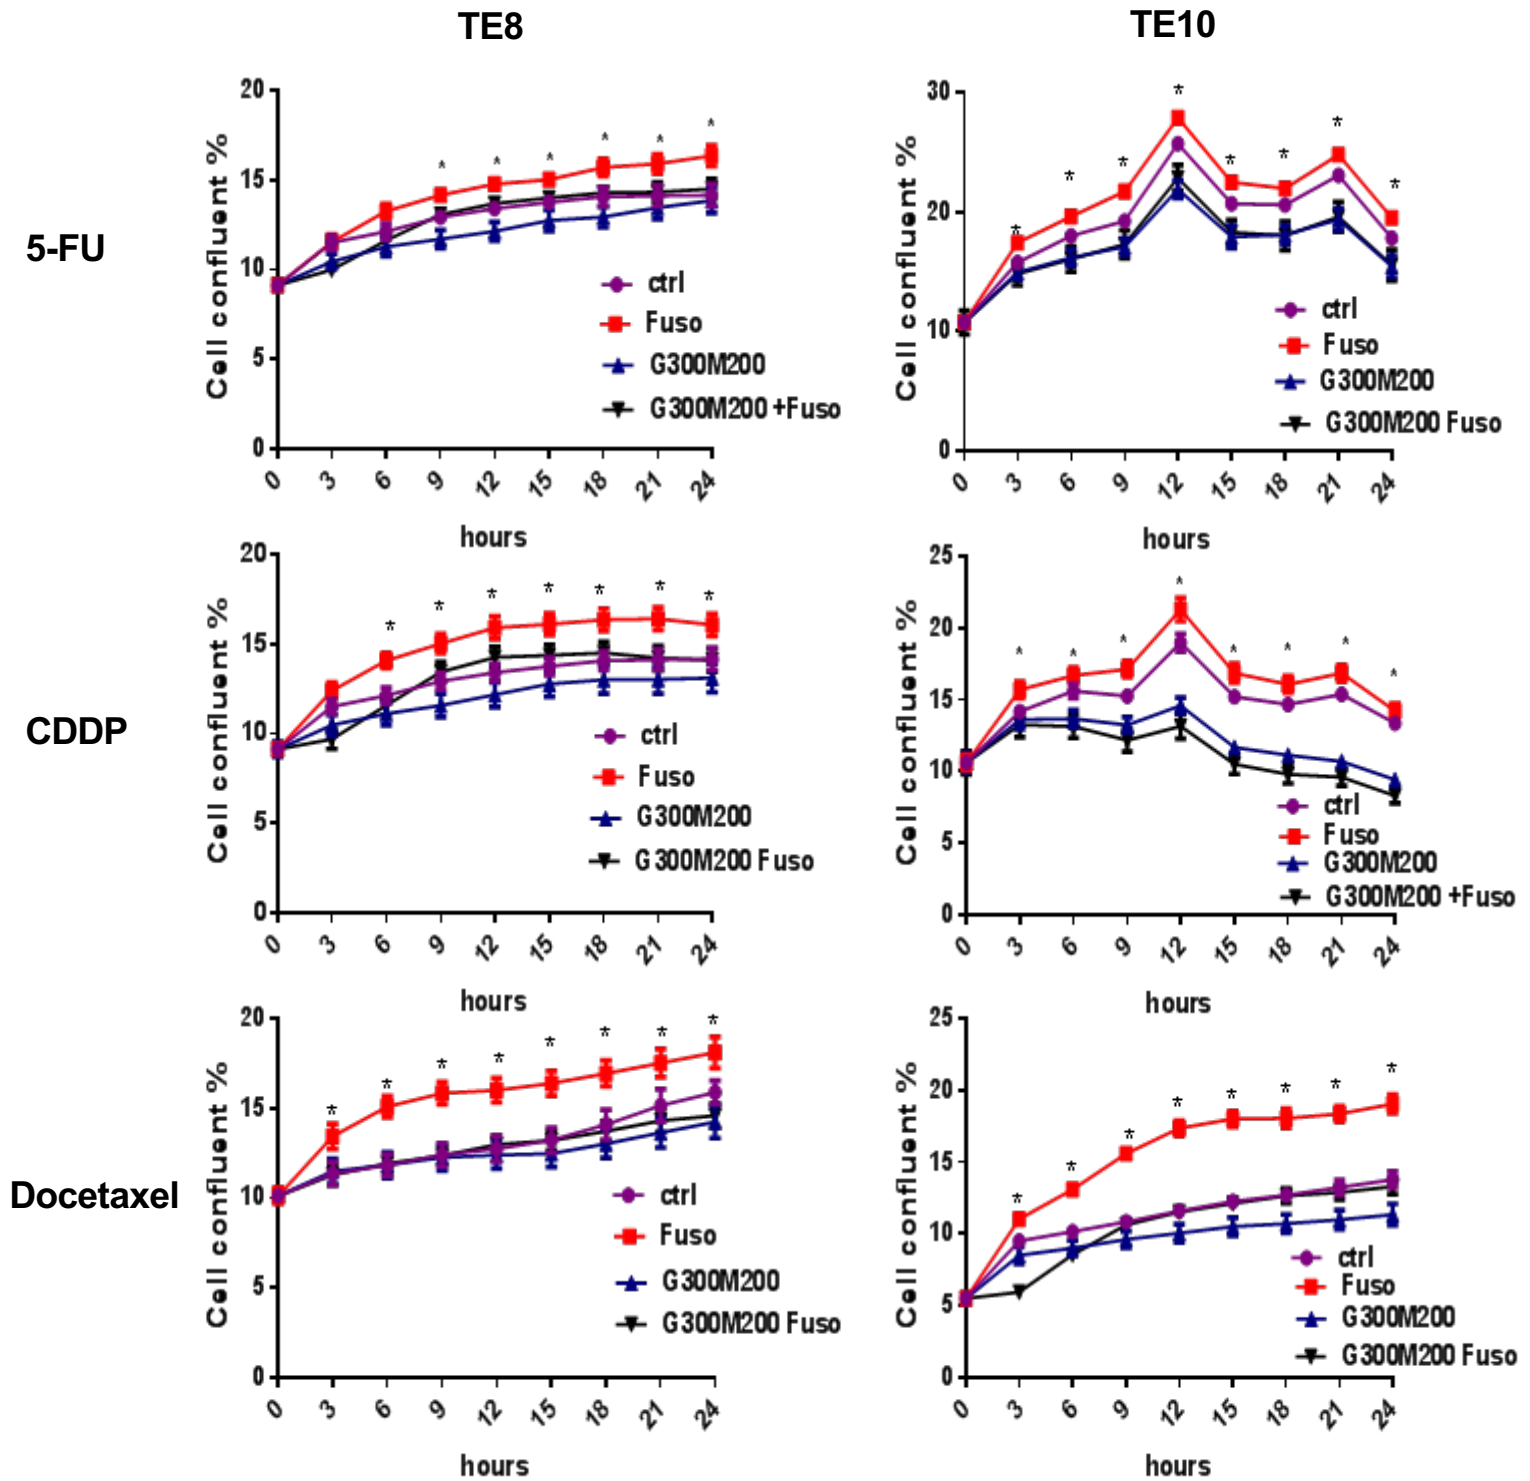 TE8
TE10
5-FU
Cell confluent %
20
15
10
5
0
*
*
*
*
*
*
ctrl
Fuso
G300M200
G300M200 +Fuso
0 3 6 9 12 15 18 21 24
hours
Cell confluent %
30
20
10
0
*
*
*
*
*
*
*
*
ctrl
Fuso
G300M200
G300M200 Fuso
0 3 6 9 12 15 18 21 24
hours
CDDP
Cell confluent %
20
15
10
5
0
*
*
*
*
*
*
*
ctrl
Fuso
G300M200
G300M200 Fuso
0 3 6 9 12 15 18 21 24
hours
Cell confluent %
25
20
15
10
5
0
*
*
*
*
*
*
*
*
ctrl
Fuso
G300M200
G300M200 +Fuso
0 3 6 9 12 15 18 21 24
hours
Docetaxel
Cell confluent %
20
15
10
5
0
*
*
*
*
*
*
*
*
ctrl
Fuso
G300M200
G300M200 Fuso
0 3 6 9 12 15 18 21 24
hours
Cell confluent %
25
20
15
10
5
0
*
*
*
*
*
*
*
*
ctrl
Fuso
G300M200
G300M200 Fuso
0 3 6 9 12 15 18 21 24
hours